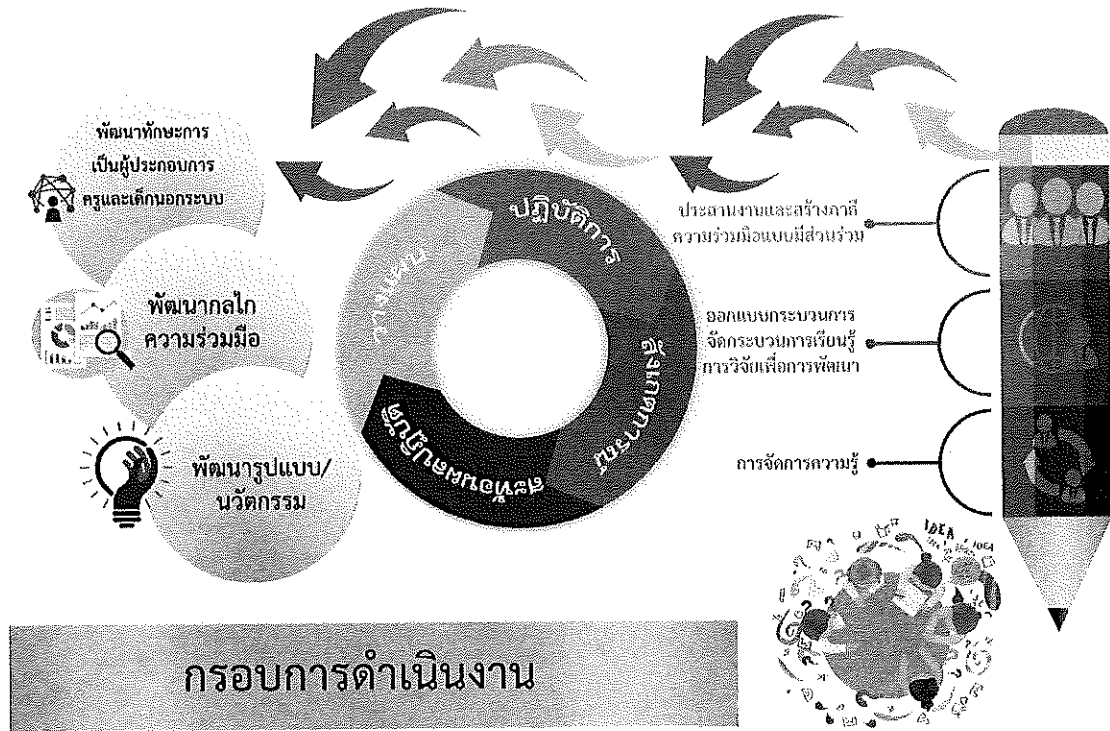 พัฒนาทักษะการ
เป็นผู้ประกอบการ
ครูและเด็กนอกระบบ
พัฒนากลไก
ความร่วมมือ
พัฒนารูปแบบ/
นวัตกรรม
วางแผน
ปฏิบัติการ
สังเกตการณ์
สะท้อนผลปฏิบัติ
ประสานงานและสร้างภาคี
ความร่วมมือแบบมีส่วนร่วม
ออกแบบกระบวนการ
จัดกระบวนการเรียนรู้
การวิจัยเพื่อการพัฒนา
การจัดการความรู้
IDEA
IDEA
กรอบการดำเนินงาน